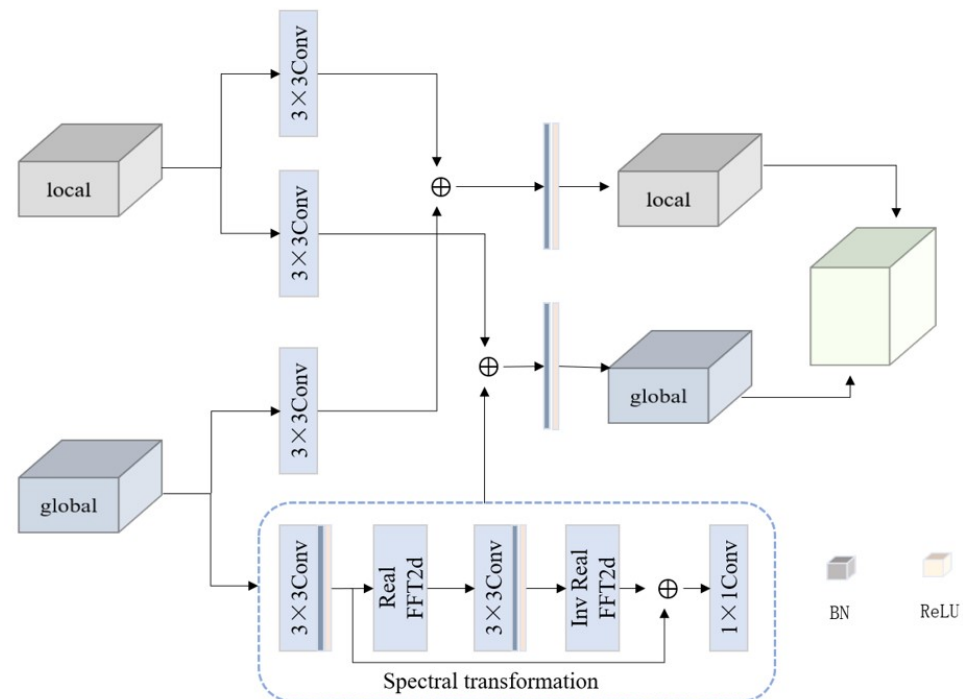 3×3Conv
local
3×3Conv
local
3×3Conv
global
global
3×3Conv
Real
FFT2d
3×3Conv
Inv Real
FFT2d
1×1Conv
Spectral transformation
BN
ReLU